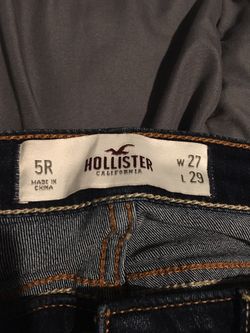 5R
MADE IN
CHINA
HOLLISTER
CALIFORNIA
W 27
L 29